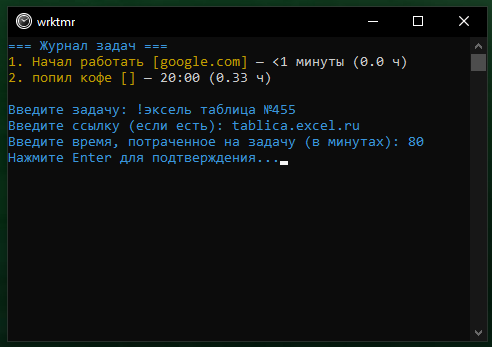 wrktmr
=== Журнал задач ===
1. Начал работать [google.com] — <1 минуты (0.0 ч)
2. попил кофе [] — 20:00 (0.33 ч)
Введите задачу: !эксель таблица №455
Введите ссылку (если есть): tablica.excel.ru
Введите время, потраченное на задачу (в минутах): 80
Нажмите Enter для подтверждения...